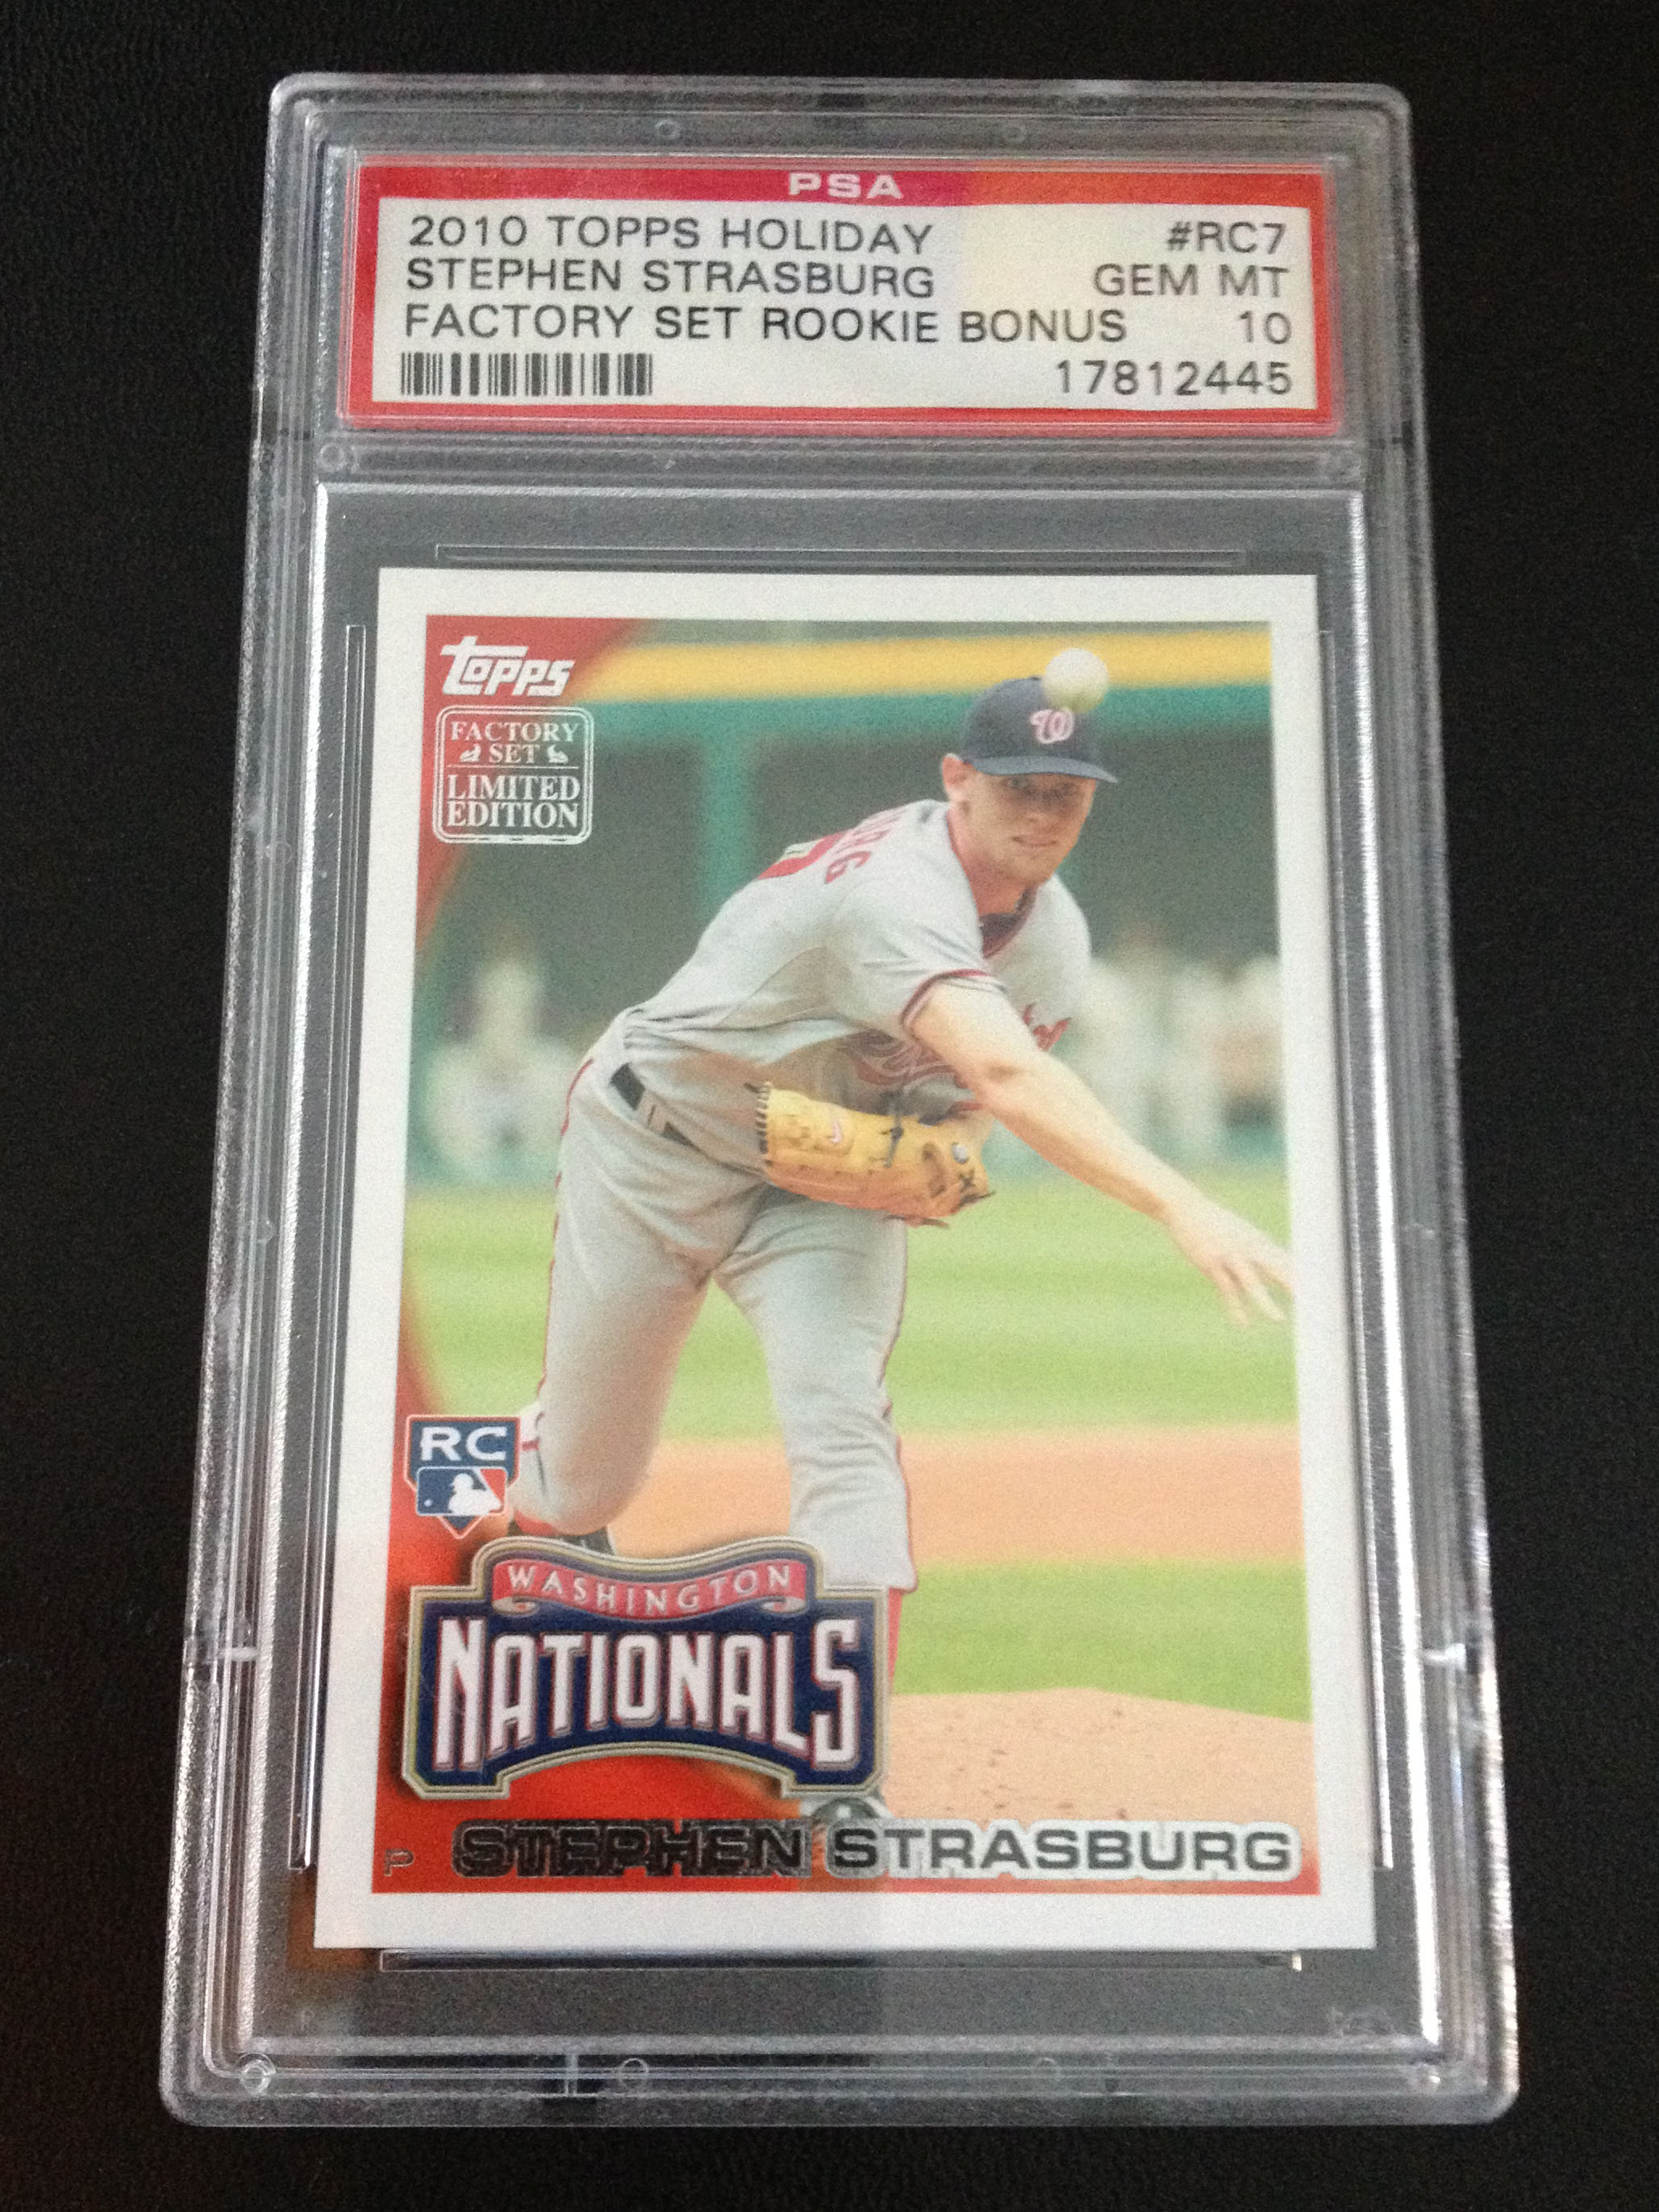 PSA
2010 TOPPS HOLIDAY #RC7
STEPHEN STRASBURG GEM MT
FACTORY SET ROOKIE BONUS 10
17812445
topps
FACTORY
SET
LIMITED
EDITION
W
RC
WASHINGTON
NATIONALS
P STEPHEN STRASBURG